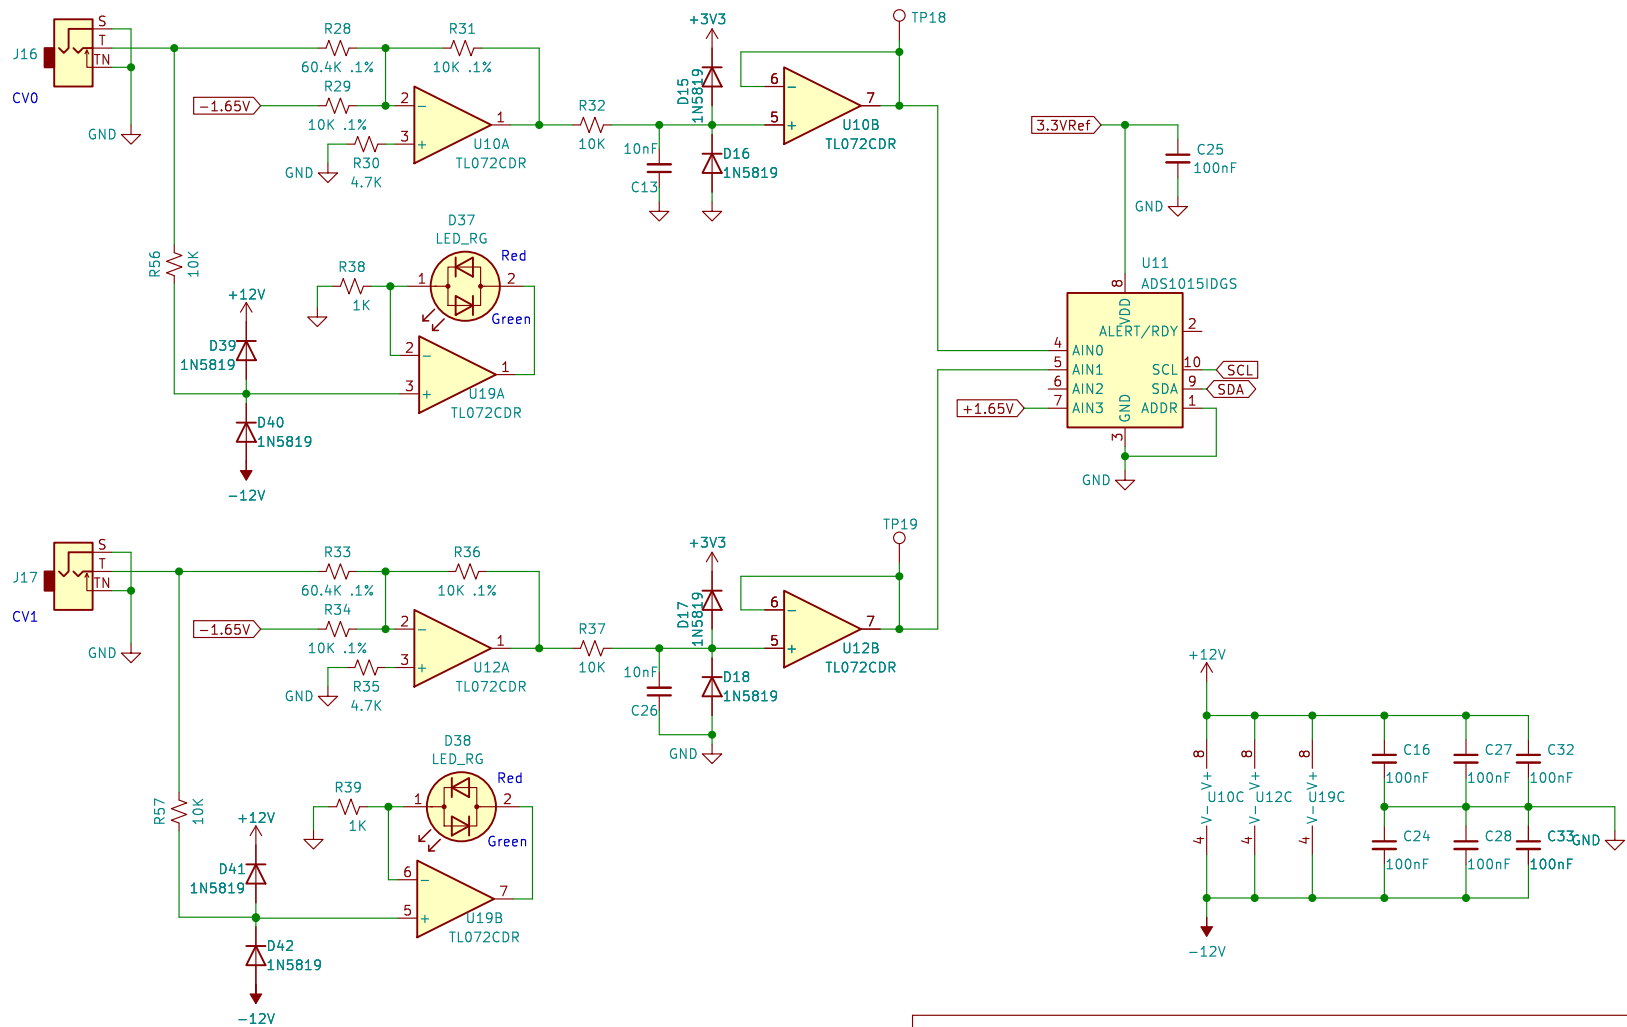 S
T
TN
J16
CV0
GND
R28
60.4K .1%
R31
10K .1%
-1.65V
R29
10K .1%
2
3
1
U10A
TL072CDR
GND
R30
4.7K
R32
10K
10nF
C13
+3V3
D15
1N5819
D16
1N5819
6
5
7
U10B
TL072CDR
TP18
3.3VRef
C25
100nF
GND
R56
10K
D37
LED_RG
Red
1
2
Green
R38
1K
+12V
D39
1N5819
2
3
1
U19A
TL072CDR
D40
1N5819
-12V
U11
ADS1015IDGS
8
VDD
ALERT/RDY
2
4
AIN0
5
AIN1
6
AIN2
7
AIN3
+1.65V
SCL
10
SCL
SDA
9
SDA
ADDR
1
GND
3
GND
S
T
TN
J17
CV1
GND
R33
60.4K .1%
R36
10K .1%
-1.65V
R34
10K .1%
2
3
1
U12A
TL072CDR
GND
R35
4.7K
R37
10K
10nF
C26
+3V3
D17
1N5819
D18
1N5819
GND
6
5
7
U12B
TL072CDR
TP19
R57
10K
D38
LED_RG
Red
1
2
Green
R39
1K
+12V
D41
1N5819
6
5
7
U19B
TL072CDR
D42
1N5819
-12V
+12V
8
V+
U10C
V-
4
8
V+
U12C
V-
4
8
V+
U19C
V-
4
C16
100nF
C27
100nF
C32
100nF
C24
100nF
C28
100nF
C33
100nF
GND
-12V